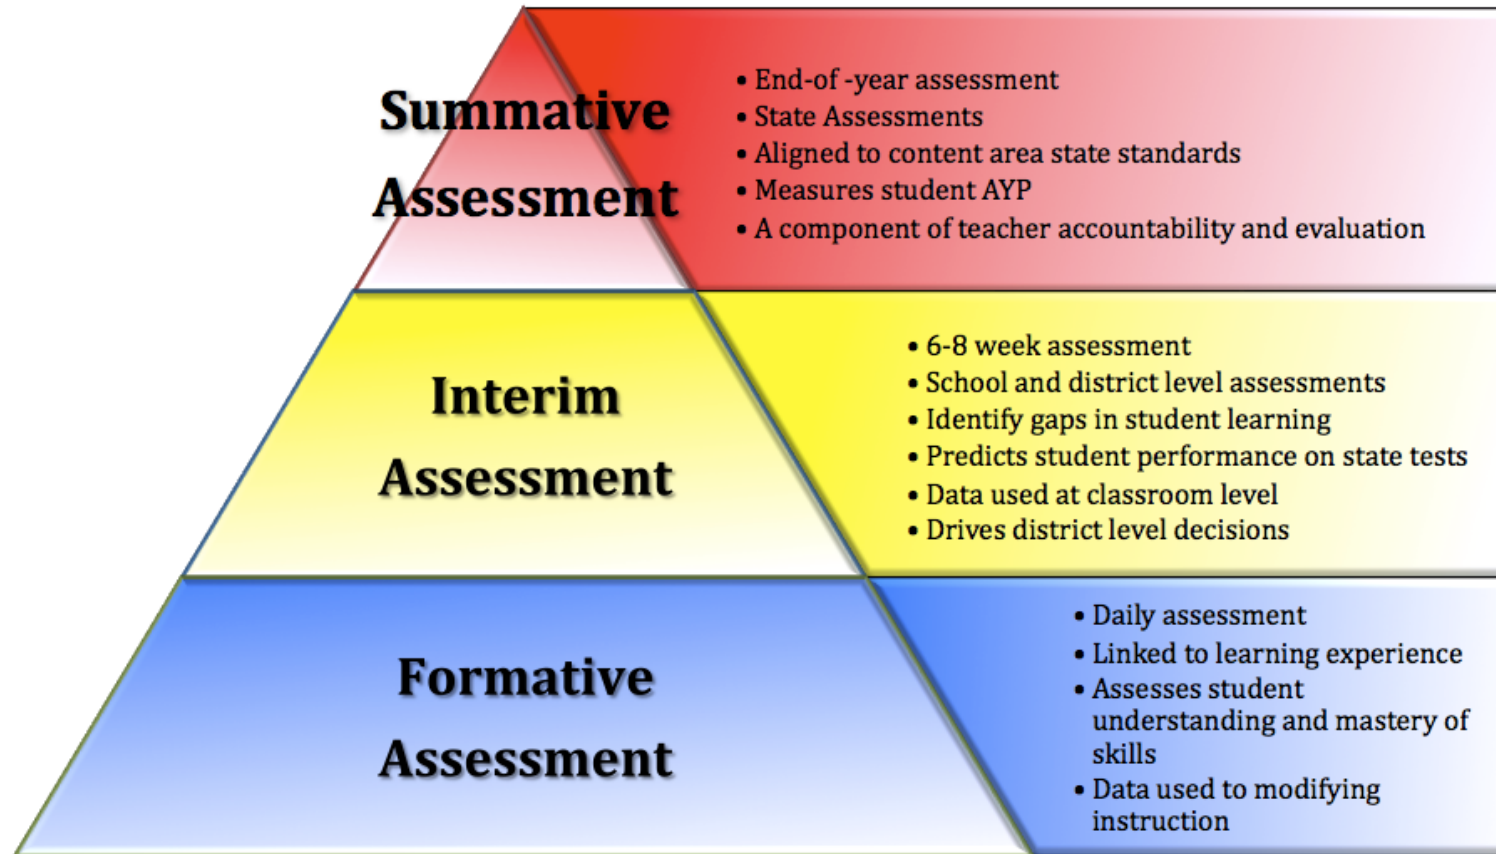 Summative
Assessment
• End-of -year assessment
• State Assessments
• Aligned to content area state standards
• Measures student AYP
• A component of teacher accountability and evaluation
Interim
Assessment
• 6-8 week assessment
• School and district level assessments
• Identify gaps in student learning
• Predicts student performance on state tests
• Data used at classroom level
• Drives district level decisions
Formative
Assessment
• Daily assessment
• Linked to learning experience
• Assesses student
understanding and mastery of
skills
• Data used to modifying
instruction